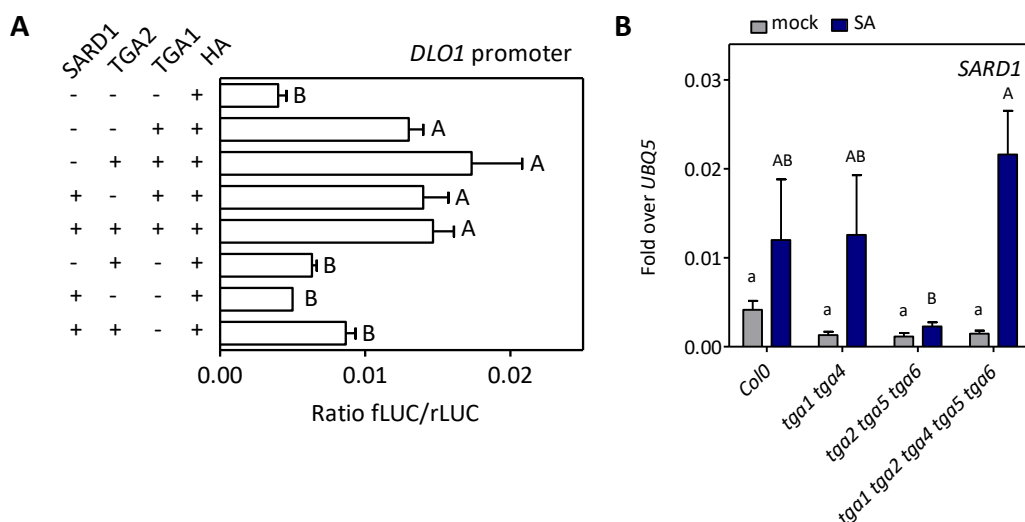 A
SARD1 TGA2 TGA1 HA
DLO1 promoter
- - - + B
- - + + A
- + + + A
+ - + + A
+ + + + A
- + - + B
+ - - + B
+ + - + B
0.00 0.01 0.02
Ratio fLUC/rLUC
B
mock SA
SARD1
Fold over UBQ5
0.03
0.02
0.01
0.00
a AB a AB a B a A
Col0
tga1 tga4
tga2 tga5 tga6
tga1 tga2 tga4 tga5 tga6